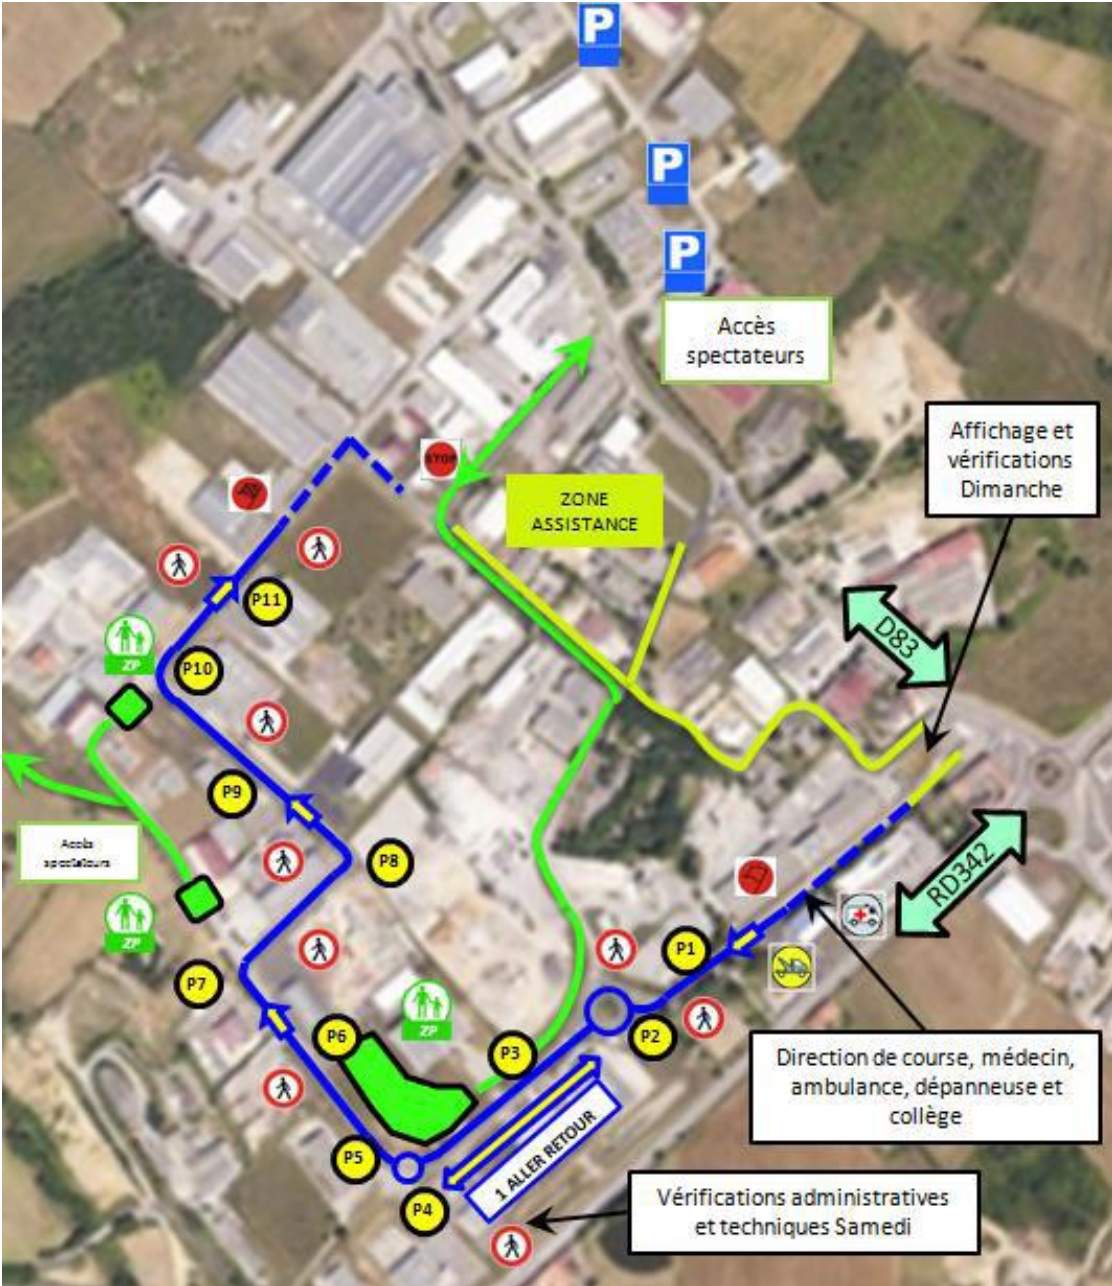 P
P
P
Accès
spectateurs
Affichage et
vérifications
Dimanche
STOP
ZONE
ASSISTANCE
D83
P11
ZP
P10
P9
P8
Accès
spectateurs
ZP
RD342
P1
P7
ZP
P6
P3
P2
Direction de course, médecin,
ambulance, dépanneuse et
collège
1 ALLER RETOUR
P5
P4
Vérifications administratives
et techniques Samedi